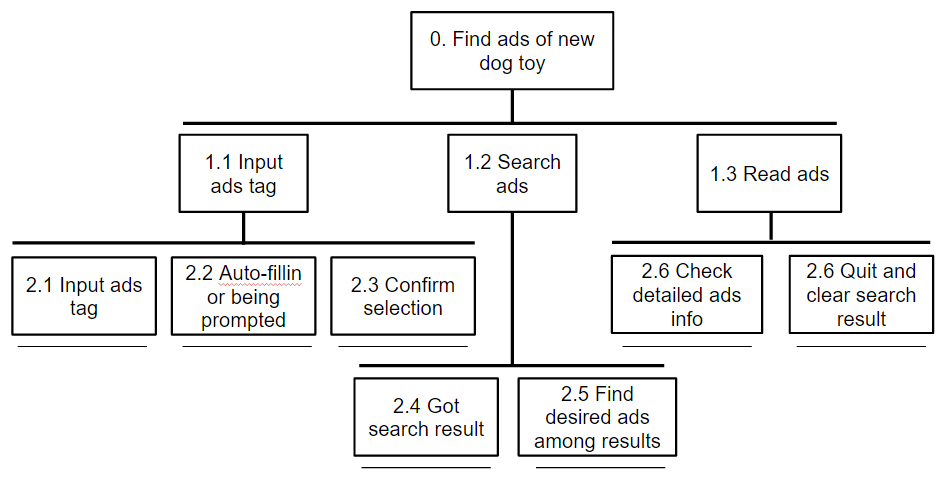 0. Find ads of new
dog toy
1.1 Input
ads tag
1.2 Search
ads
1.3 Read ads
2.1 Input ads
tag
2.2 Auto-fillin
or being
prompted
2.3 Confirm
selection
2.6 Check
detailed ads
info
2.6 Quit and
clear search
result
2.4 Got
search result
2.5 Find
desired ads
among results